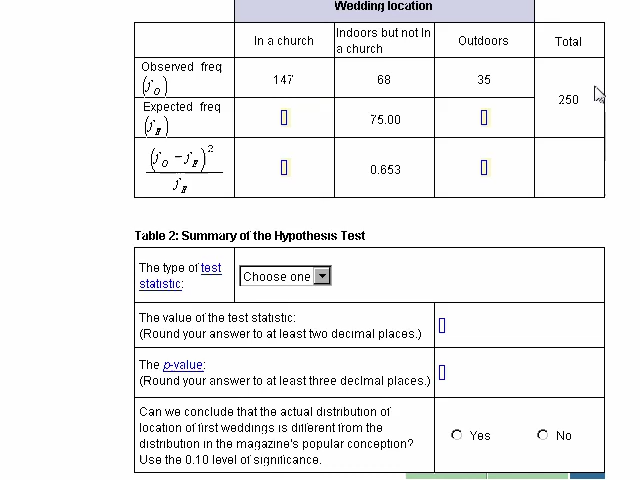 Wedding location
In a church
Indoors but not in a church
Outdoors
Total
Observed freq (f_O)
147
68
35
250
Expected freq (f_E)
75.00
(f_O − f_E)^2 / f_E
0.653
Table 2: Summary of the Hypothesis Test
The type of test
statistic:
Choose one
The value of the test statistic:
(Round your answer to at least two decimal places.)
The p-value:
(Round your answer to at least three decimal places.)
Can we conclude that the actual distribution of
location of first weddings is different from the
distribution in the magazine's popular conception?
Use the 0.10 level of significance.
Yes
No